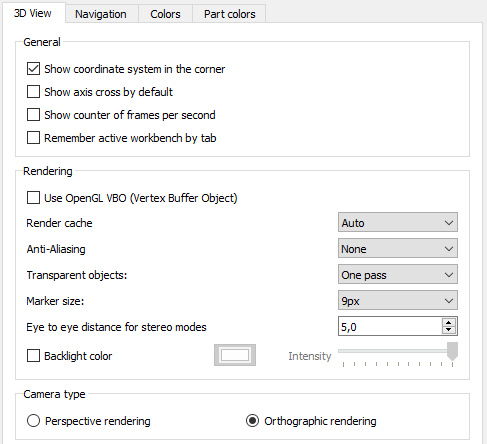 3D View Navigation Colors Part colors
General
Show coordinate system in the corner
Show axis cross by default
Show counter of frames per second
Remember active workbench by tab
Rendering
Use OpenGL VBO (Vertex Buffer Object)
Render cache Auto
Anti-Aliasing None
Transparent objects: One pass
Marker size: 9px
Eye to eye distance for stereo modes 5,0
Backlight color Intensity
Camera type
Perspective rendering Orthographic rendering